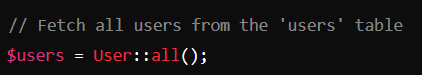 // Fetch all users from the 'users' table
$users = User::all();